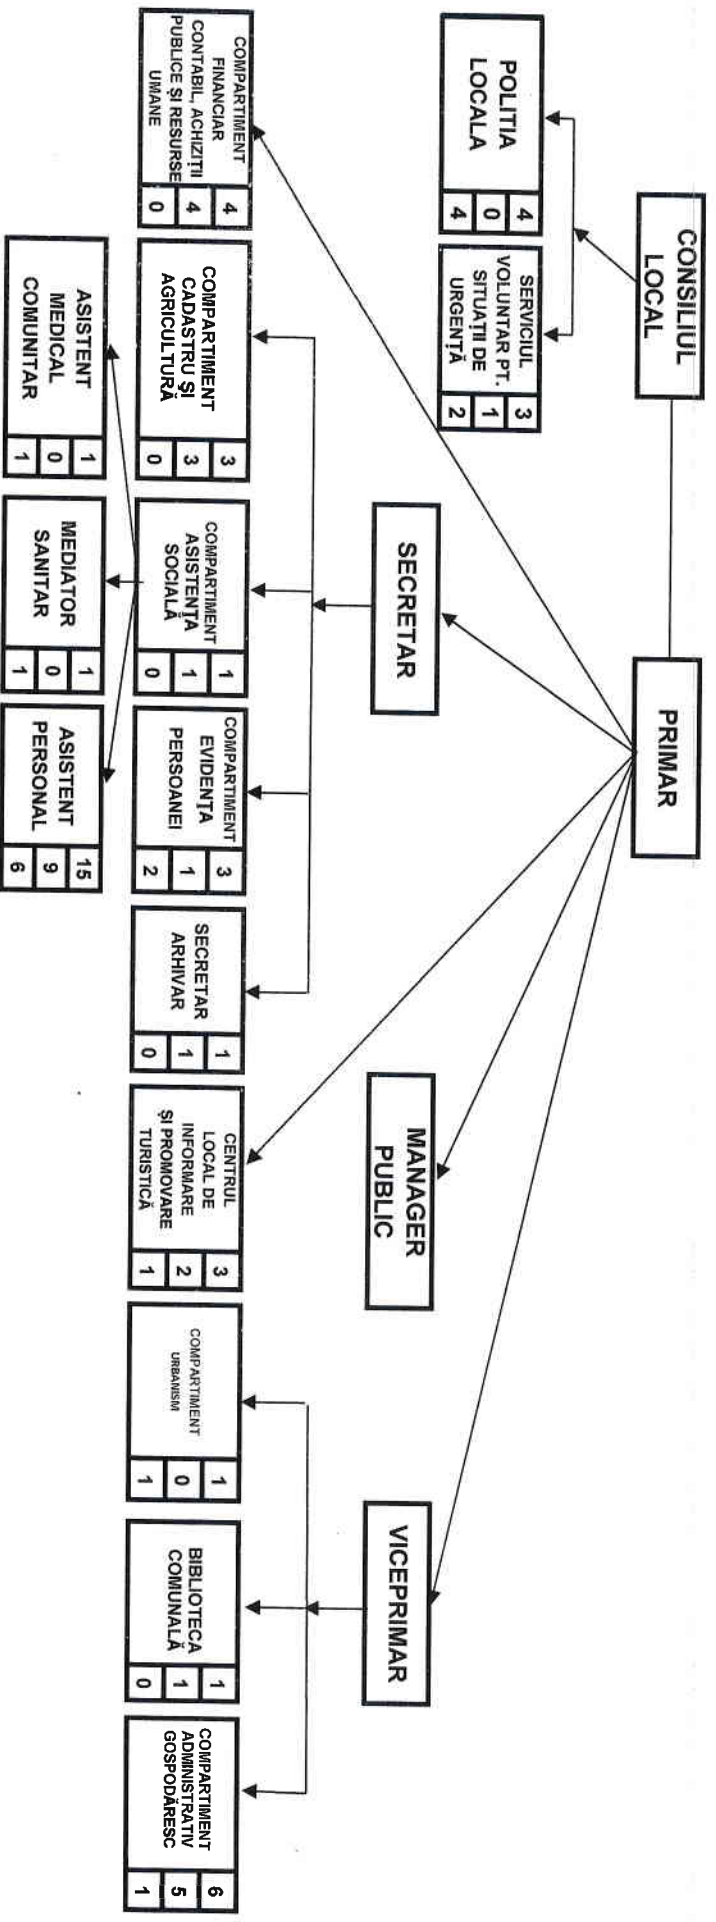 CONSILIUL
LOCAL
PRIMAR
POLITIA
LOCALA
4
0
4
SERVICIUL
VOLUNTAR PT.
SITUAȚII DE
URGENȚĂ
3
1
2
SECRETAR
MANAGER
PUBLIC
VICEPRIMAR
COMPARTIMENT
FINANCIAR
CONTABIL, ACHIZIȚII
PUBLICE ȘI RESURSE
UMANE
4
4
0
COMPARTIMENT
CADASTRU ȘI
AGRICULTURĂ
3
3
0
COMPARTIMENT
ASISTENȚA
SOCIALĂ
1
1
0
COMPARTIMENT
EVIDENȚA
PERSOANEI
3
1
2
SECRETAR
ARHIVAR
1
1
0
CENTRUL
LOCAL DE
INFORMARE
ȘI PROMOVARE
TURISTICĂ
3
2
1
COMPARTIMENT
URBANISM
1
0
1
BIBLIOTECA
COMUNALĂ
1
1
0
COMPARTIMENT
ADMINISTRATIV
GOSPODĂRESC
6
5
1
ASISTENT
MEDICAL
COMUNITAR
1
0
1
MEDIATOR
SANITAR
1
0
1
ASISTENT
PERSONAL
15
9
6